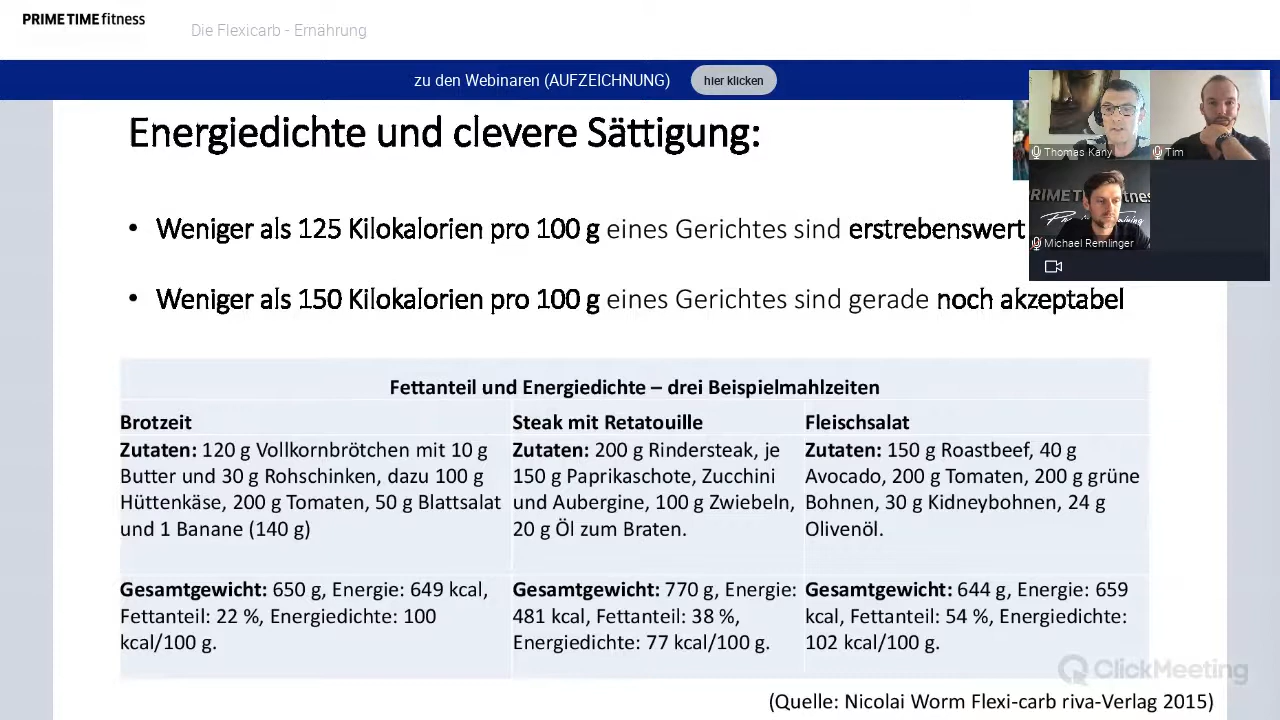 PRIME TIME fitness
Die Flexicarb - Ernährung
zu den Webinaren (AUFZEICHNUNG)
hier klicken
Energiedichte und clevere Sättigung:
• Weniger als 125 Kilokalorien pro 100 g eines Gerichtes sind erstrebenswert
• Weniger als 150 Kilokalorien pro 100 g eines Gerichtes sind gerade noch akzeptabel
Thomas Kany
Tim
Michael Remlinger
Fettanteil und Energiedichte – drei Beispielmahlzeiten
Brotzeit
Zutaten: 120 g Vollkornbrötchen mit 10 g
Butter und 30 g Rohschinken, dazu 100 g
Hüttenkäse, 200 g Tomaten, 50 g Blattsalat
und 1 Banane (140 g)
Gesamtgewicht: 650 g, Energie: 649 kcal,
Fettanteil: 22 %, Energiedichte: 100
kcal/100 g.
Steak mit Retatouille
Zutaten: 200 g Rindersteak, je
150 g Paprikaschote, Zucchini
und Aubergine, 100 g Zwiebeln,
20 g Öl zum Braten.
Gesamtgewicht: 770 g, Energie:
481 kcal, Fettanteil: 38 %,
Energiedichte: 77 kcal/100 g.
Fleischsalat
Zutaten: 150 g Roastbeef, 40 g
Avocado, 200 g Tomaten, 200 g grüne
Bohnen, 30 g Kidneybohnen, 24 g
Olivenöl.
Gesamtgewicht: 644 g, Energie: 659
kcal, Fettanteil: 54 %, Energiedichte:
102 kcal/100 g.
ClickMeeting
(Quelle: Nicolai Worm Flexi-carb riva-Verlag 2015)